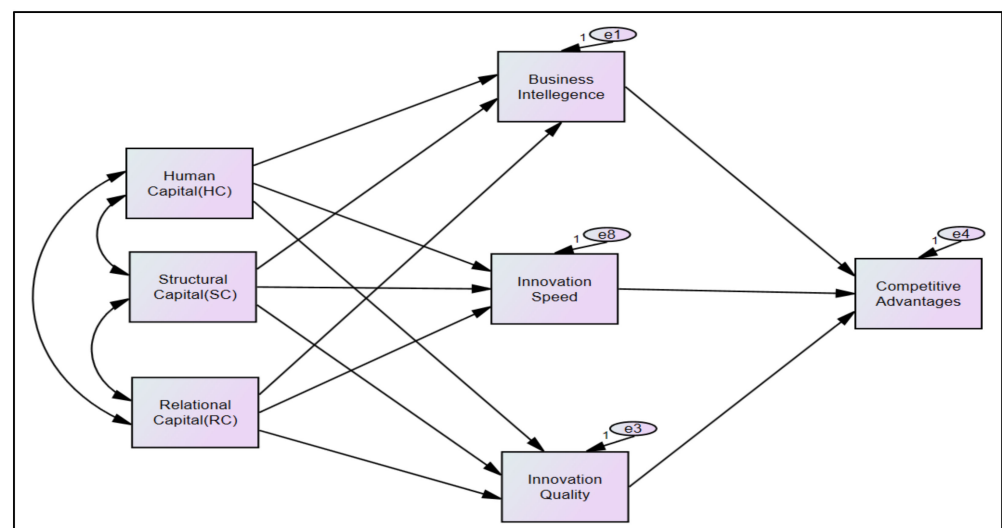 1
e1
Business
Intellegence
Human
Capital(HC)
1
e8
1
e4
Structural
Capital(SC)
Innovation
Speed
Competitive
Advantages
Relational
Capital(RC)
1
e3
Innovation
Quality